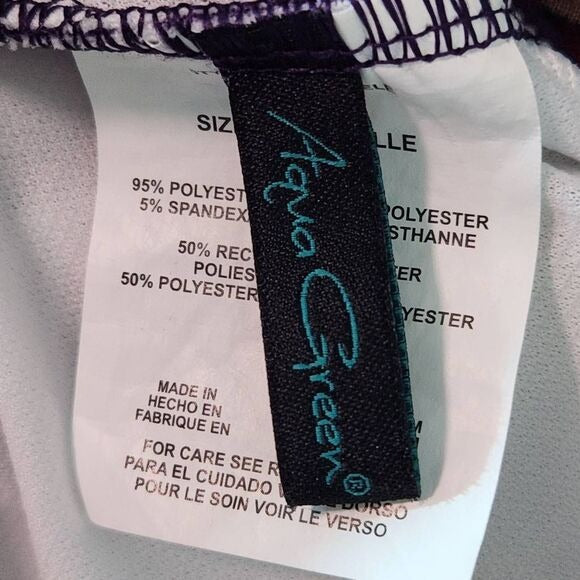 SIZ LLE
95% POLYEST POLYESTER
5% SPANDEX STHANNE
50% REC ER
POLIES
50% POLYESTER YESTER
MADE IN
HECHO EN
FABRIQUE EN M
FOR CARE SEE R
PARA EL CUIDADO V DORSO
POUR LE SOIN VOIR LE VERSO
Aqua Green®